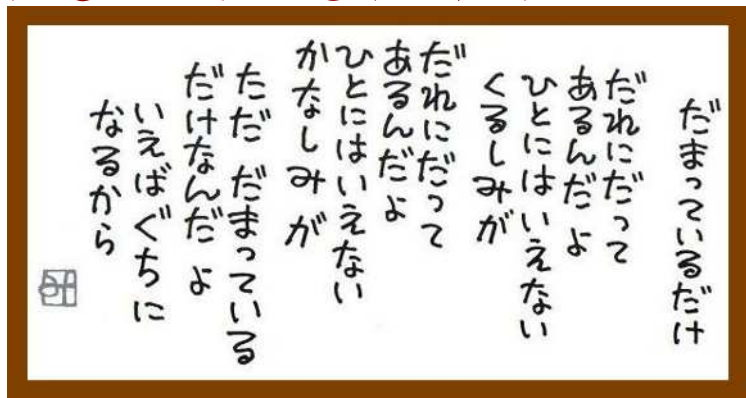 だまっているだけ
だれにだって
あるんだよ
ひとにはいえない
くるしみが
だれにだって
あるんだよ
ひとにはいえない
かなしみが
ただ だまっている
だけなんだよ
いえばぐちに
なるから